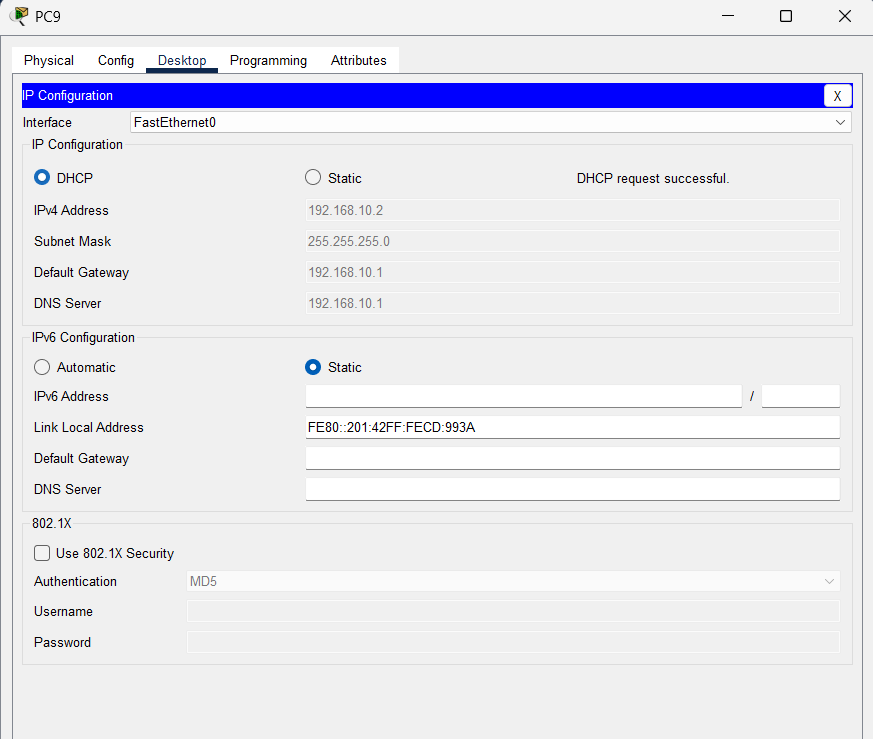 PC9
Physical Config Desktop Programming Attributes
IP Configuration X
Interface FastEthernet0
IP Configuration
DHCP Static DHCP request successful.
IPv4 Address 192.168.10.2
Subnet Mask 255.255.255.0
Default Gateway 192.168.10.1
DNS Server 192.168.10.1
IPv6 Configuration
Automatic Static
IPv6 Address /
Link Local Address FE80::201:42FF:FECD:993A
Default Gateway
DNS Server
802.1X
Use 802.1X Security
Authentication MD5
Username
Password